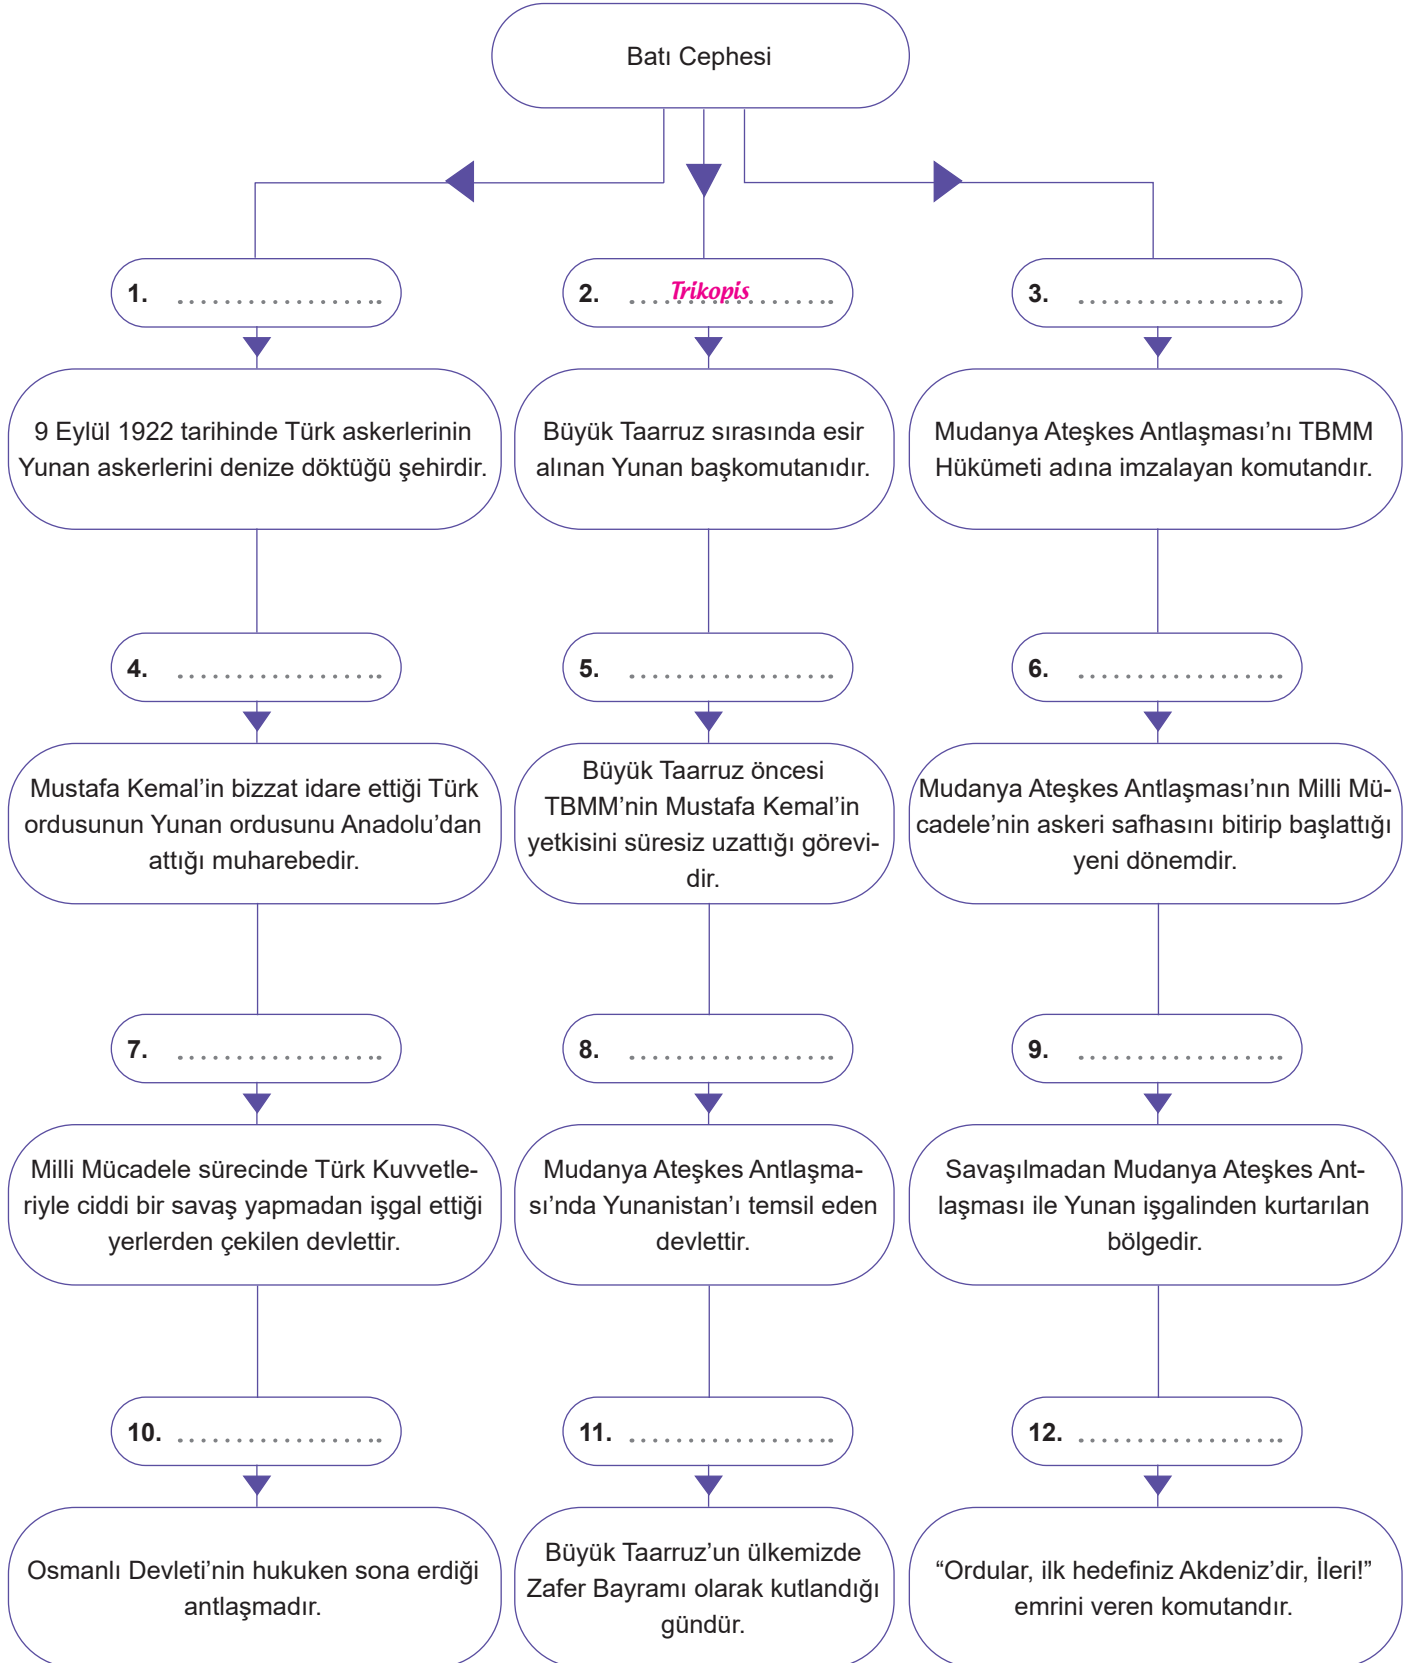 Batı Cephesi
1. ...................
2. Trikopis
3. ...................
9 Eylül 1922 tarihinde Türk askerlerinin
Yunan askerlerini denize döktüğü şehirdir.
Büyük Taarruz sırasında esir
alınan Yunan başkomutanıdır.
Mudanya Ateşkes Antlaşması’nı TBMM
Hükümeti adına imzalayan komutandır.
4. ...................
5. ...................
6. ...................
Mustafa Kemal’in bizzat idare ettiği Türk
ordusunun Yunan ordusunu Anadolu’dan
attığı muharebedir.
Büyük Taarruz öncesi
TBMM’nin Mustafa Kemal’in
yetkisini süresiz uzattığı görevi-
dir.
Mudanya Ateşkes Antlaşması’nın Milli Mü-
cadele’nin askeri safhasını bitirip başlattığı
yeni dönemdir.
7. ...................
8. ...................
9. ...................
Milli Mücadele sürecinde Türk Kuvvetle-
riyle ciddi bir savaş yapmadan işgal ettiği
yerlerden çekilen devlettir.
Mudanya Ateşkes Antlaşma-
sı’nda Yunanistan’ı temsil eden
devlettir.
Savaşılmadan Mudanya Ateşkes Ant-
laşması ile Yunan işgalinden kurtarılan
bölgedir.
10. ...................
11. ...................
12. ...................
Osmanlı Devleti’nin hukuken sona erdiği
antlaşmadır.
Büyük Taarruz’un ülkemizde
Zafer Bayramı olarak kutlandığı
gündür.
“Ordular, ilk hedefiniz Akdeniz’dir, İleri!”
emrini veren komutandır.